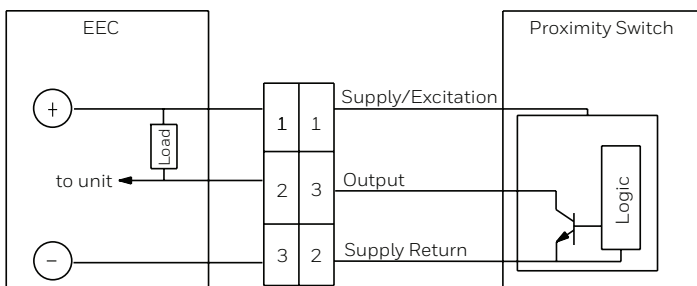 EEC
Proximity Switch
+
Supply/Excitation
1 1
Load
to unit
2 3
Output
Logic
−
3 2
Supply Return